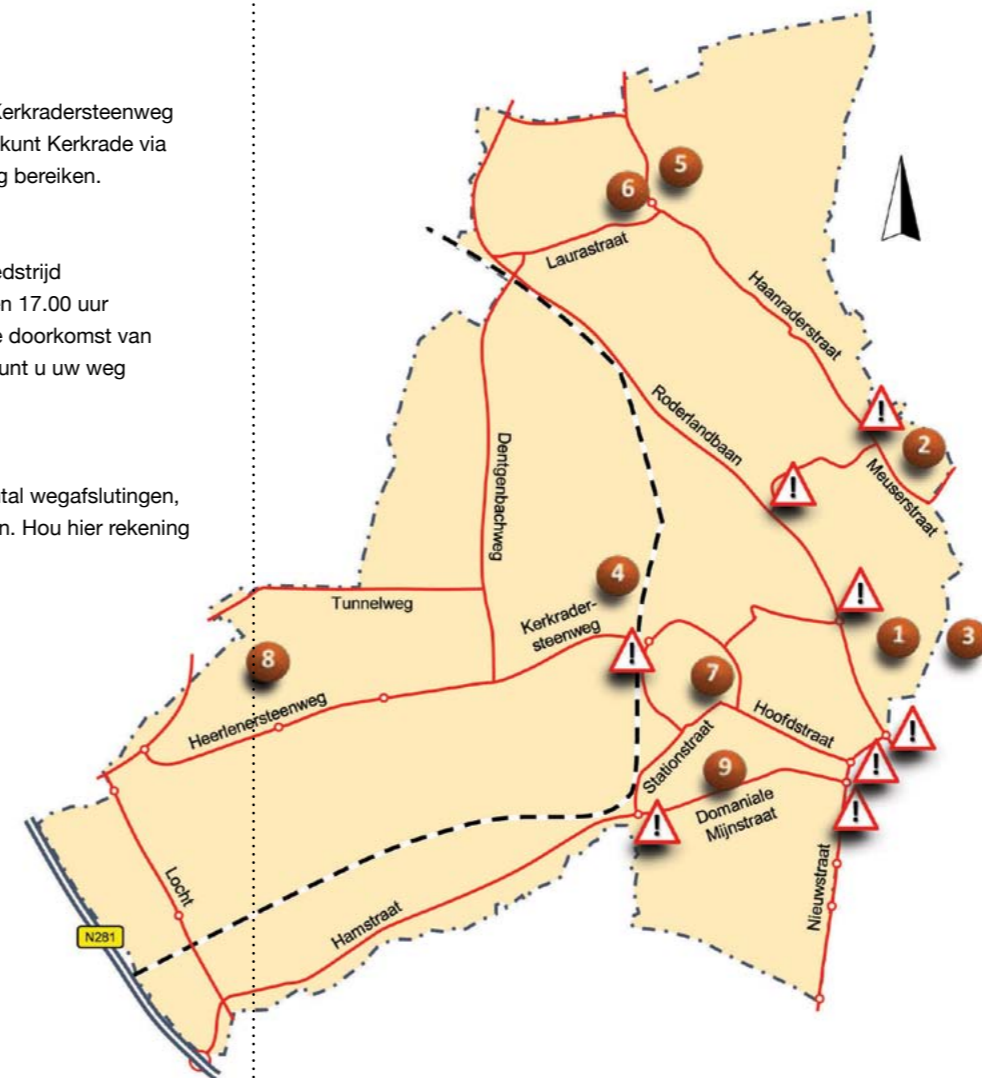 Kerkradersteenweg
kunt Kerkrade via
g bereiken.
edstrijd
en 17.00 uur
e doorkomst van
unt u uw weg
tal wegafslutingen,
n. Hou hier rekening
5
6
Laurastraat
Haanraderstraat
Roderlandbaan
!
2
Meuserstraat
!
Dentgenbachweg
4
!
Tunnelweg
Kerkrader-
steenweg
!
1
3
8
7
Heerlenersteenweg
Hoofdstraat
!
Stationstraat
9
!
Domaniale
Mijnstraat
!
!
Locht
Nieuwstraat
Hamstraat
N281